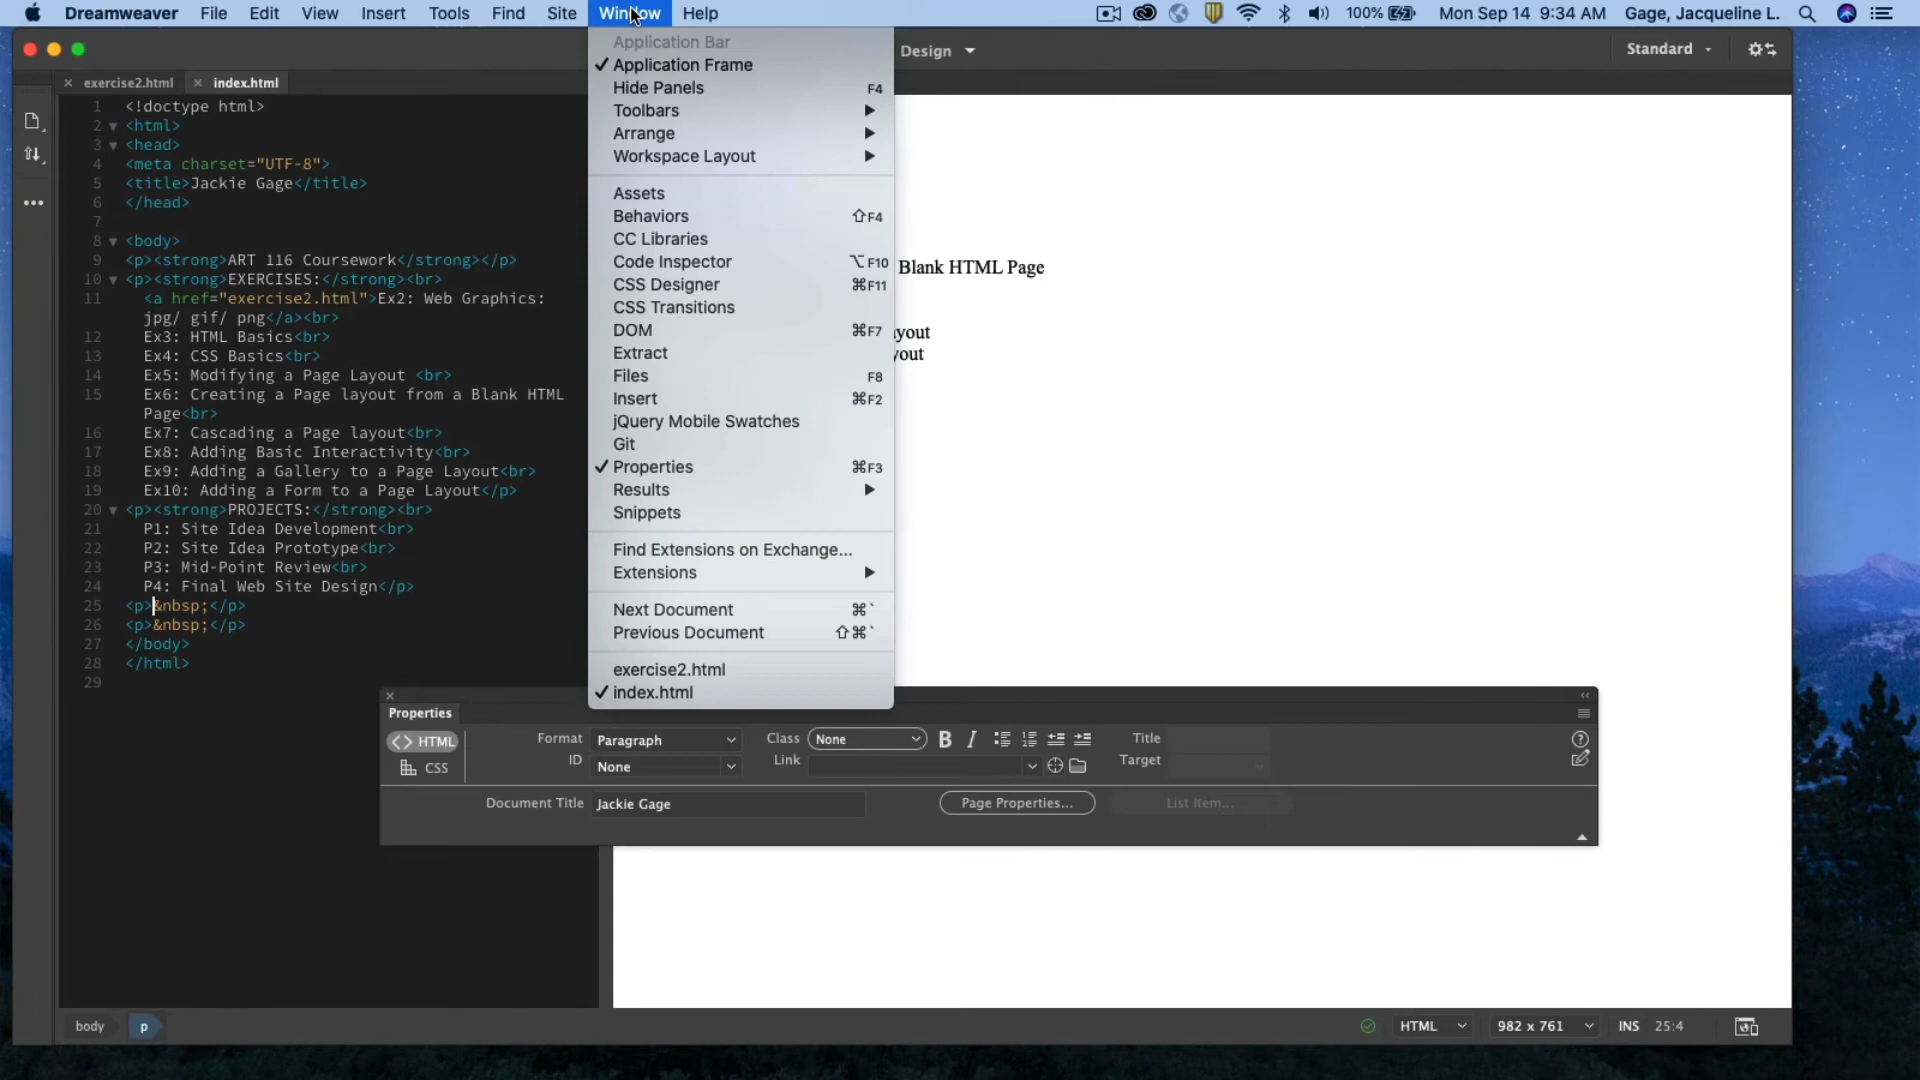 Dreamweaver File Edit View Insert Tools Find Site Window Help 100% Mon Sep 14 9:34 AM Gage, Jacqueline L.
Design Standard
exercise2.html index.html
1 <!doctype html>
2 <html>
3 <head>
4 <meta charset="UTF-8">
5 <title>Jackie Gage</title>
6 </head>
7
8 <body>
9 <p><strong>ART 116 Coursework</strong></p>
10 <p><strong>EXERCISES:</strong><br>
11 <a href="exercise2.html">Ex2: Web Graphics:
jpg/ gif/ png</a><br>
12 Ex3: HTML Basics<br>
13 Ex4: CSS Basics<br>
14 Ex5: Modifying a Page Layout <br>
15 Ex6: Creating a Page layout from a Blank HTML
Page<br>
16 Ex7: Cascading a Page layout<br>
17 Ex8: Adding Basic Interactivity<br>
18 Ex9: Adding a Gallery to a Page Layout<br>
19 Ex10: Adding a Form to a Page Layout</p>
20 <p><strong>PROJECTS:</strong><br>
21 P1: Site Idea Development<br>
22 P2: Site Idea Prototype<br>
23 P3: Mid-Point Review<br>
24 P4: Final Web Site Design</p>
25 <p>&nbsp;</p>
26 <p>&nbsp;</p>
27 </body>
28 </html>
29
Application Bar
✓ Application Frame
Hide Panels F4
Toolbars ▶
Arrange ▶
Workspace Layout ▶
Assets
Behaviors ⇧F4
CC Libraries
Code Inspector ⌥F10
CSS Designer ⌘F11
CSS Transitions
DOM ⌘F7
Extract
Files F8
Insert ⌘F2
jQuery Mobile Swatches
Git
✓ Properties ⌘F3
Results ▶
Snippets
Find Extensions on Exchange...
Extensions ▶
Next Document ⌘`
Previous Document ⇧⌘`
exercise2.html
✓ index.html
Blank HTML Page
yout
yout
Properties
<> HTML Format Paragraph Class None B I Title
CSS ID None Link Target
Document Title Jackie Gage Page Properties... List Item...
body p HTML 982 x 761 INS 25:4